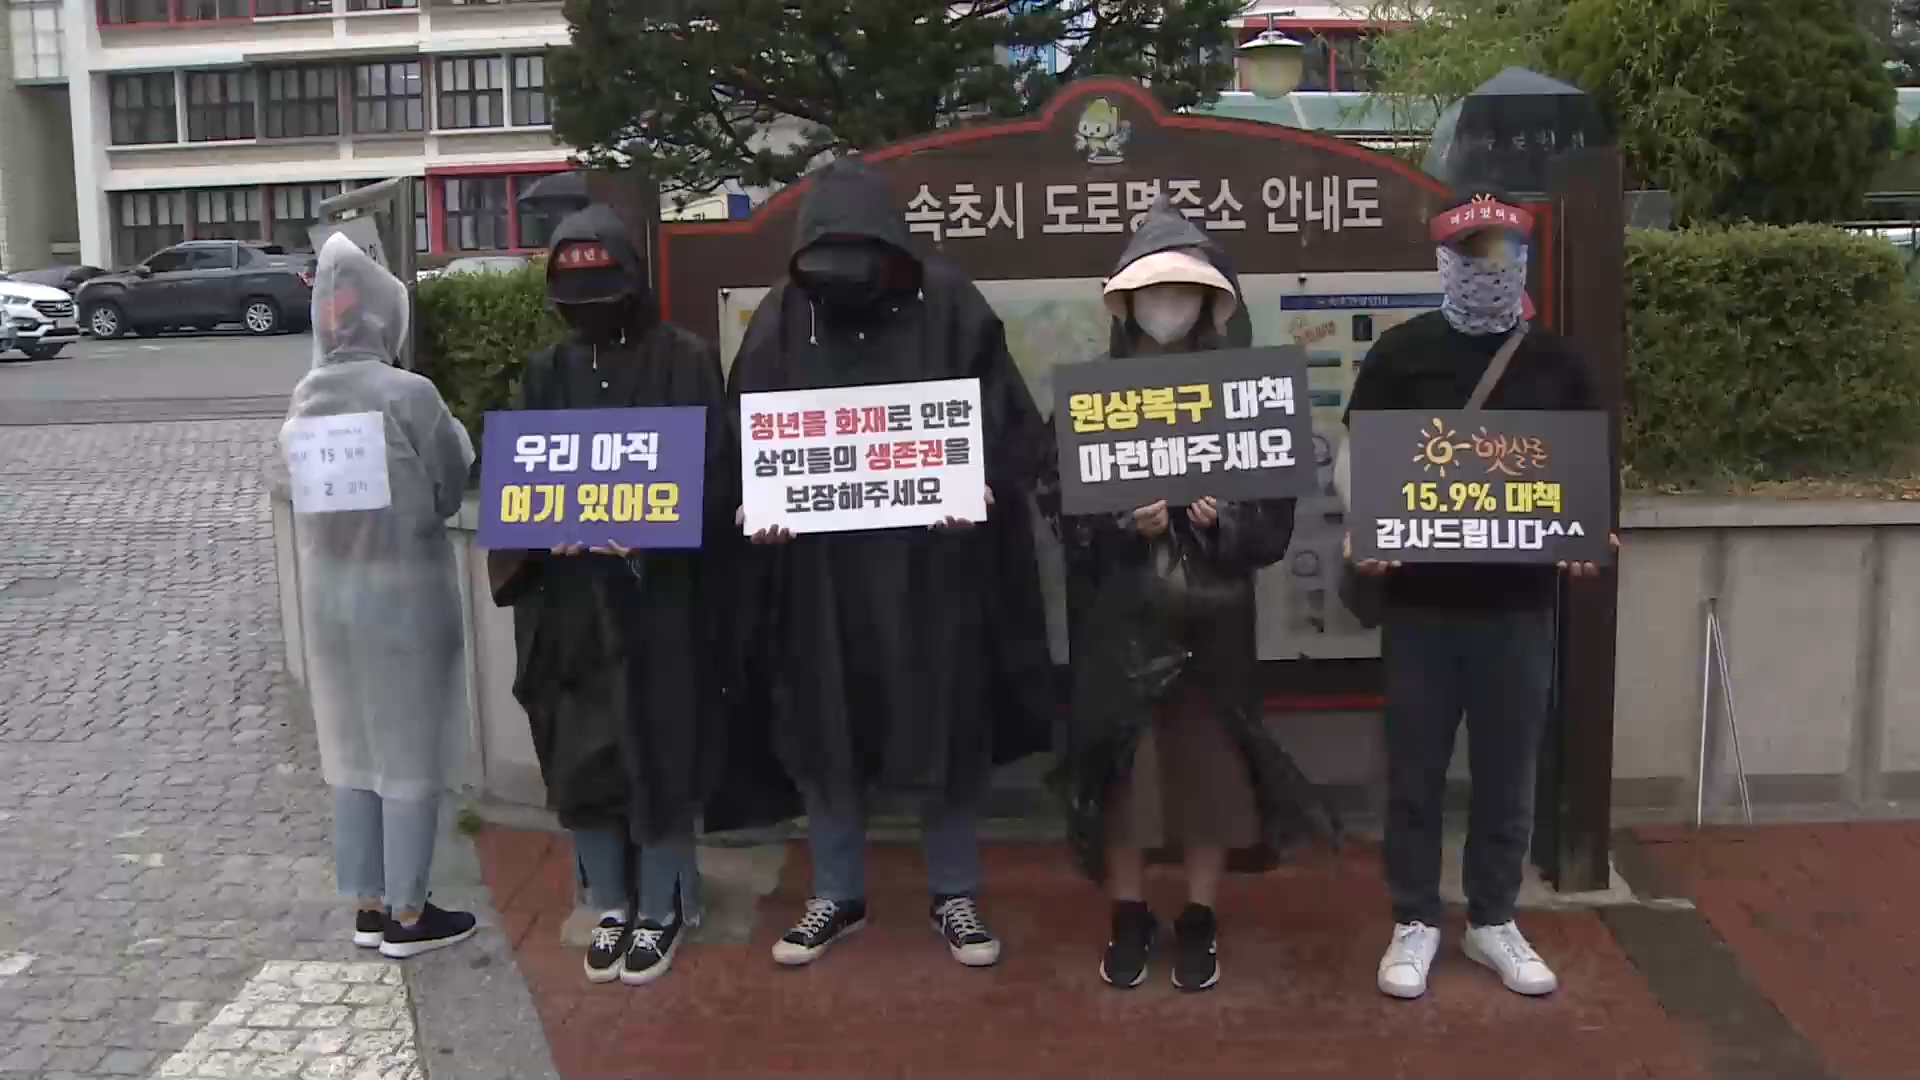 속초시 도로명주소 안내도
여기 있어요
15
2
우리 아직
여기 있어요
청년몰 화재로 인한
상인들의 생존권을
보장해주세요
원상복구 대책
마련해주세요
햇살론
15.9% 대책
감사드립니다^^